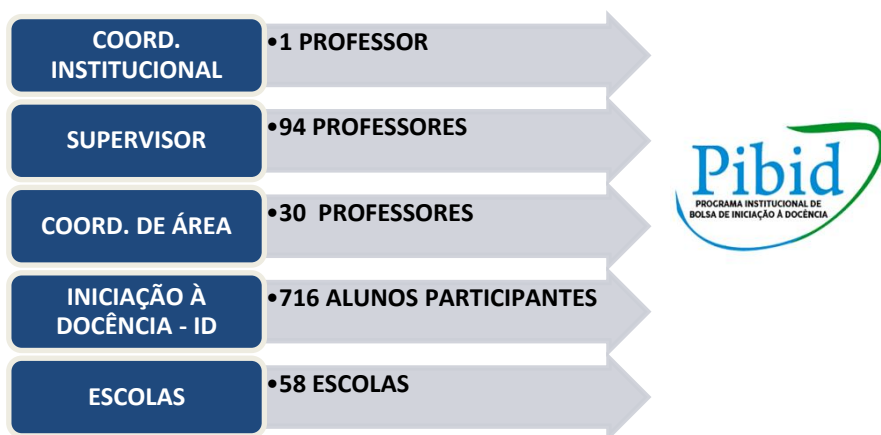 COORD.
INSTITUCIONAL
•1 PROFESSOR
SUPERVISOR
•94 PROFESSORES
COORD. DE ÁREA
•30 PROFESSORES
INICIAÇÃO À
DOCÊNCIA - ID
•716 ALUNOS PARTICIPANTES
ESCOLAS
•58 ESCOLAS
Pibid
PROGRAMA INSTITUCIONAL DE
BOLSA DE INICIAÇÃO À DOCÊNCIA